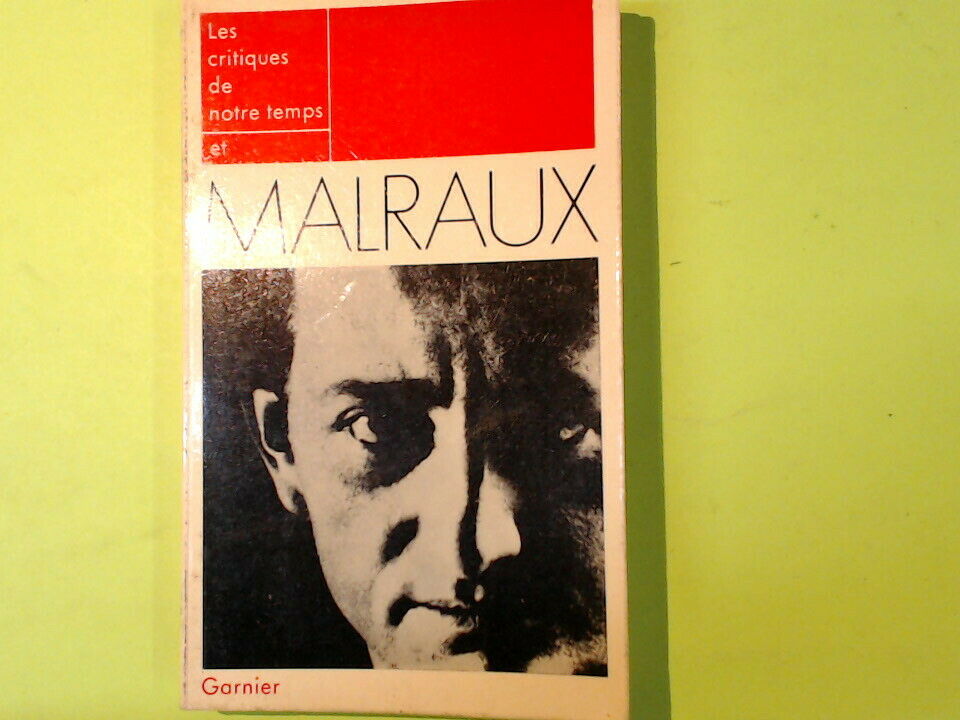 Les
critiques
de
notre temps
et
MALRAUX
Garnier